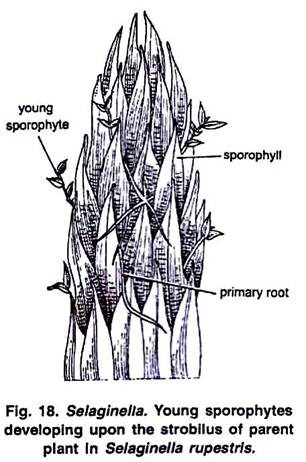 young
sporophyte
sporophyll
primary root
Fig. 18. Selaginella. Young sporophytes
developing upon the strobilus of parent
plant in Selaginella rupestris.